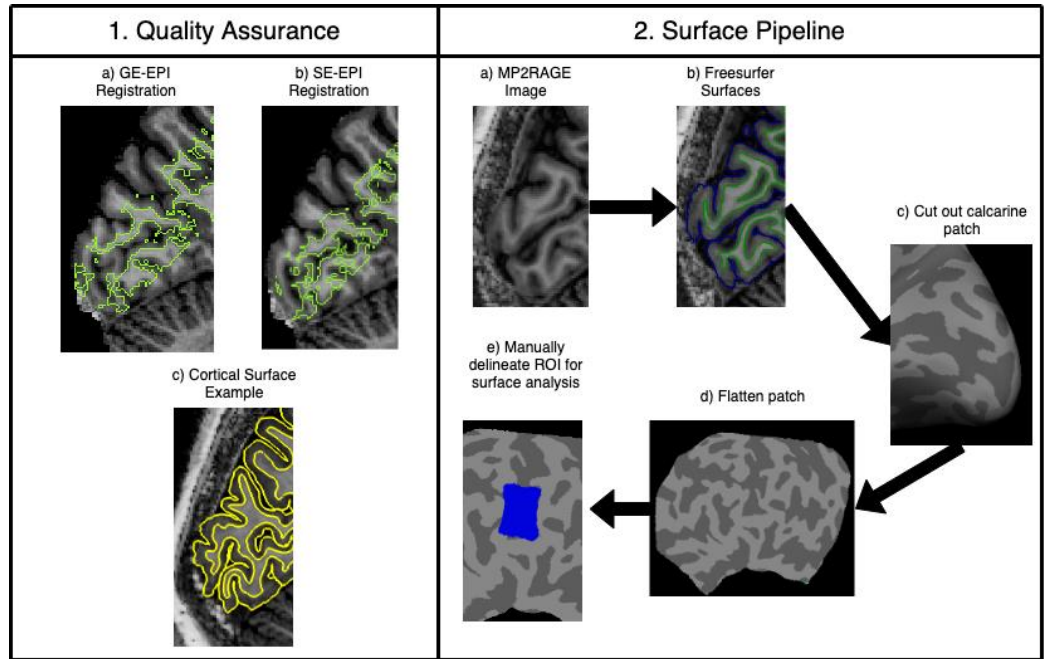 1. Quality Assurance
a) GE-EPI
Registration
b) SE-EPI
Registration
c) Cortical Surface
Example
2. Surface Pipeline
a) MP2RAGE
Image
b) Freesurfer
Surfaces
c) Cut out calcarine
patch
d) Flatten patch
e) Manually
delineate ROI for
surface analysis